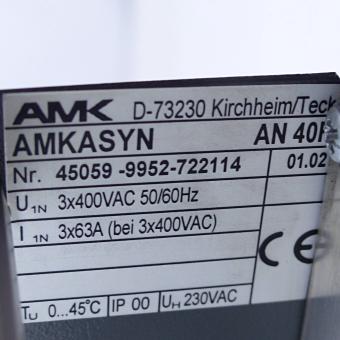 AMK D-73230 Kirchheim/Teck
AMKASYN AN 40
Nr. 45059 -9952-722114 01.02
U1N 3x400VAC 50/60Hz
I 1N 3x63A (bei 3x400VAC)
CE
TU 0...45°C IP 00 UH 230VAC